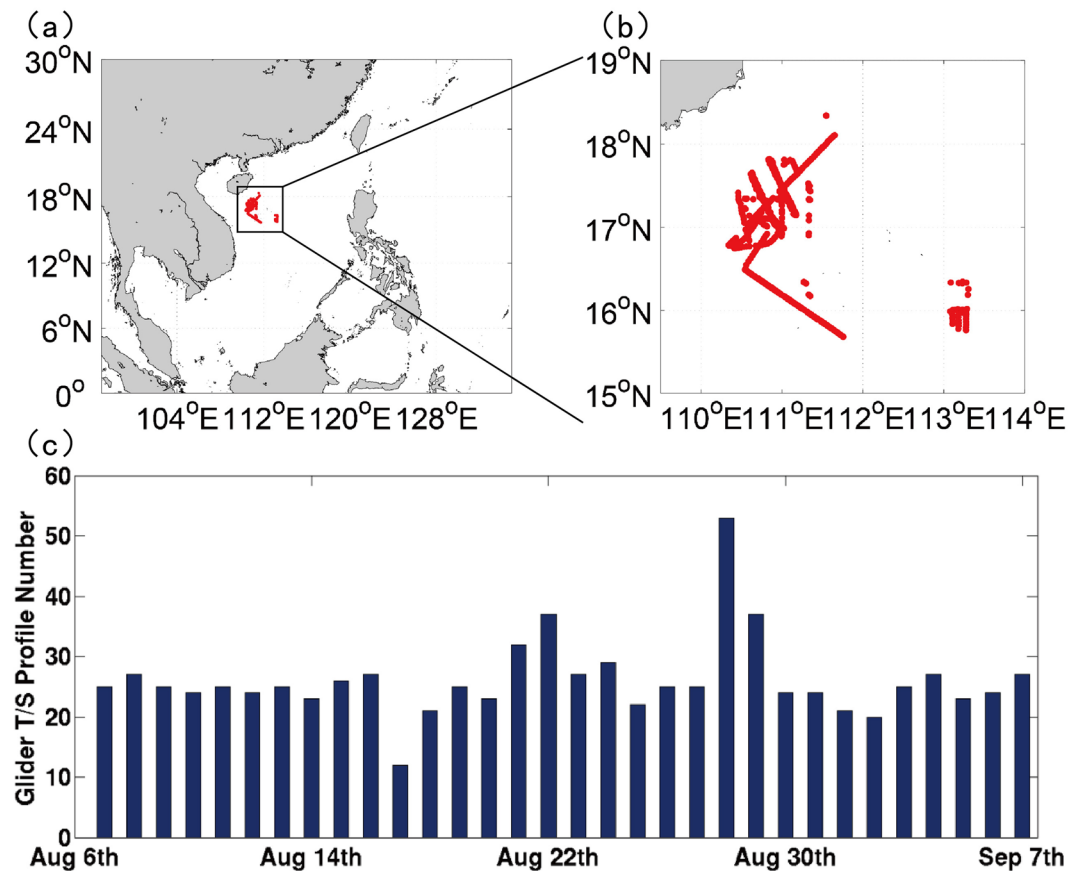 (a)
30°N
24°N
18°N
12°N
6°N
0°
104°E112°E120°E128°E
(b)
19°N
18°N
17°N
16°N
15°N
110°E111°E112°E113°E114°E
(c)
Glider T/S Profile Number
60
50
40
30
20
10
0
Aug 6th Aug 14th Aug 22th Aug 30th Sep 7th